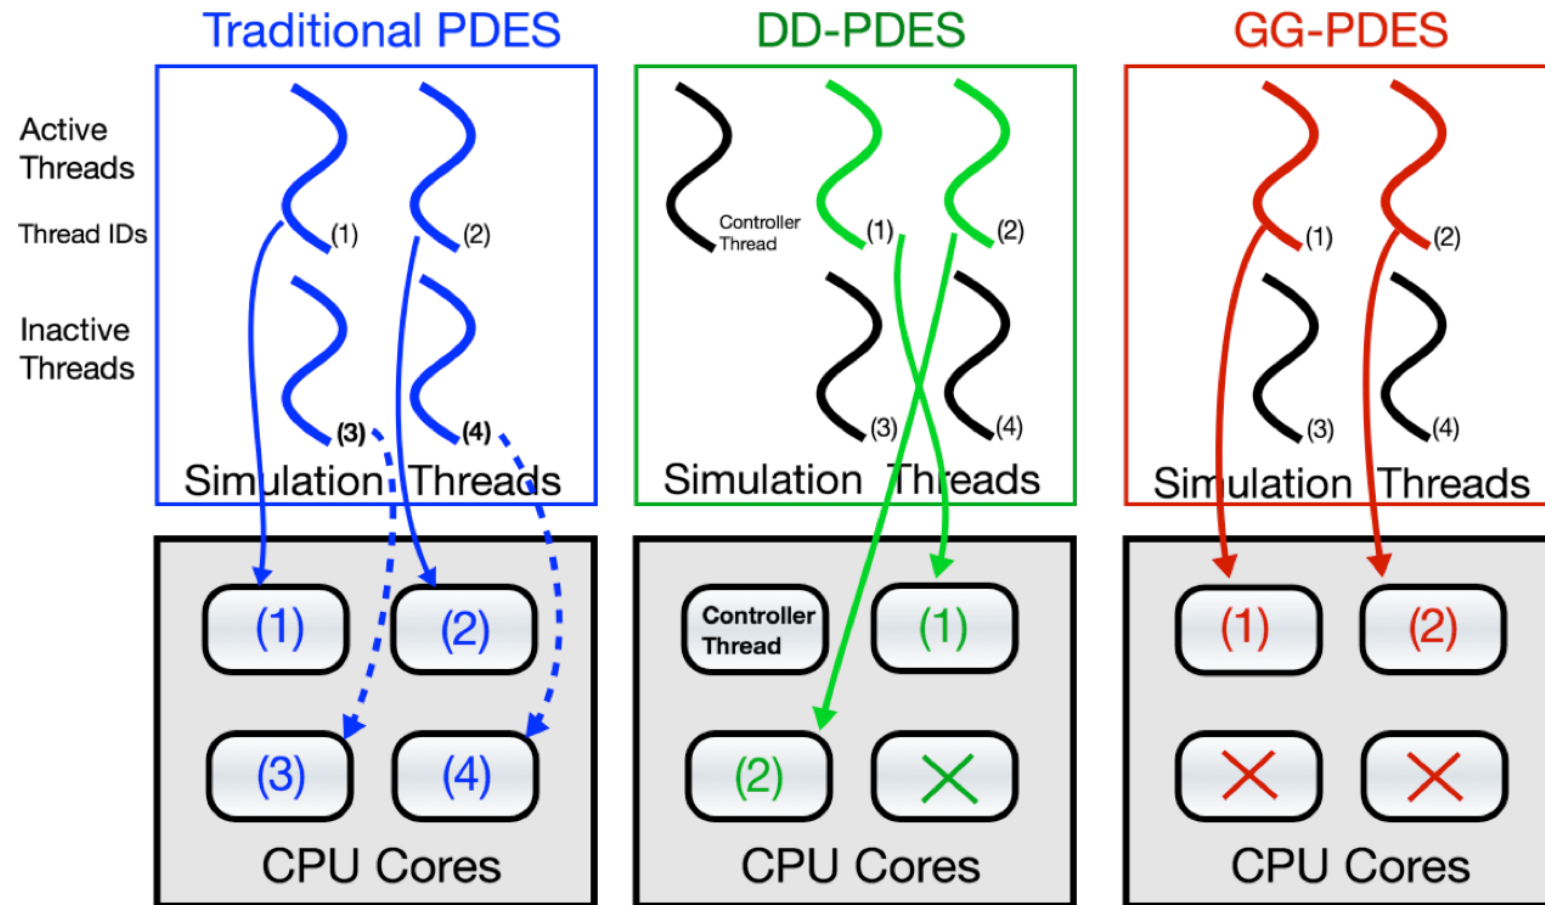 Traditional PDES
DD-PDES
GG-PDES
Active
Threads
Thread IDs
Inactive
Threads
(1)
(2)
(3)
(4)
Simulation Threads
(1)
(2)
(3)
(4)
CPU Cores
Controller
Thread
(1)
(2)
(3)
(4)
Simulation Threads
Controller
Thread
(1)
(2)
CPU Cores
(1)
(2)
(3)
(4)
Simulation Threads
(1)
(2)
CPU Cores